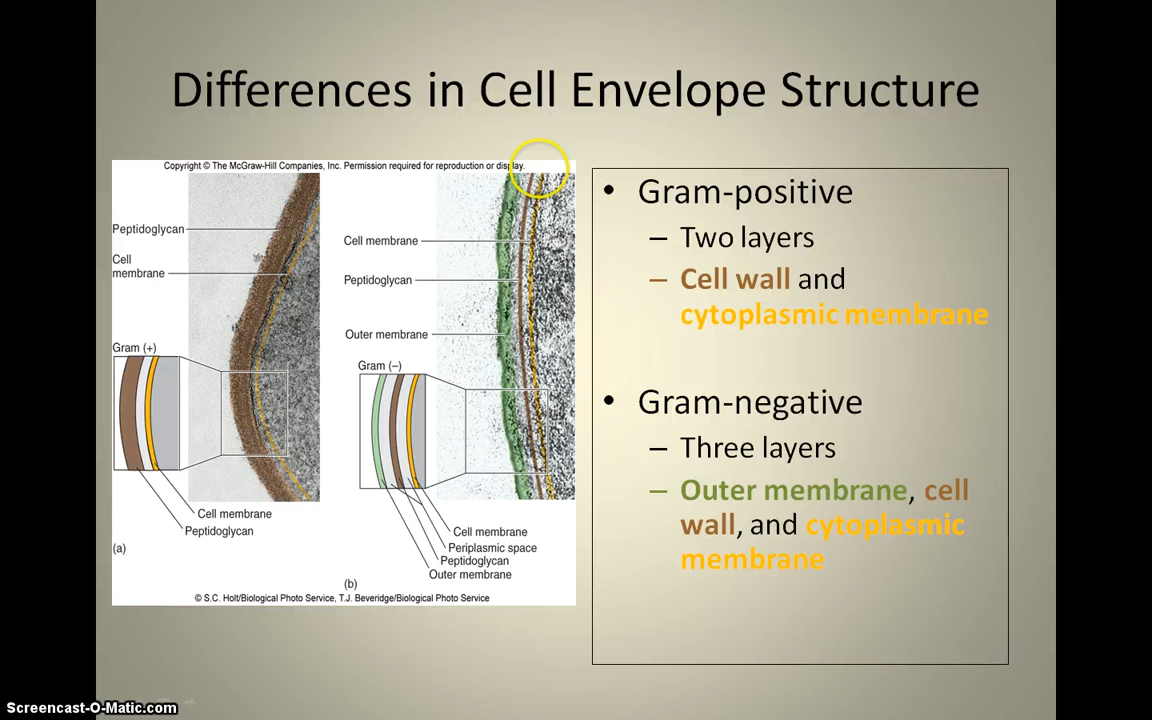 Differences in Cell Envelope Structure
Copyright © The McGraw-Hill Companies, Inc. Permission required for reproduction or display.
Peptidoglycan
Cell
membrane
Gram (+)
Cell membrane
Peptidoglycan
(a)
Cell membrane
Peptidoglycan
Outer membrane
Gram (–)
Cell membrane
Periplasmic space
Peptidoglycan
Outer membrane
(b)
© S.C. Holt/Biological Photo Service, T.J. Beveridge/Biological Photo Service
• Gram-positive
– Two layers
– Cell wall and
cytoplasmic membrane
• Gram-negative
– Three layers
– Outer membrane, cell
wall, and cytoplasmic
membrane
Screencast-O-Matic.com